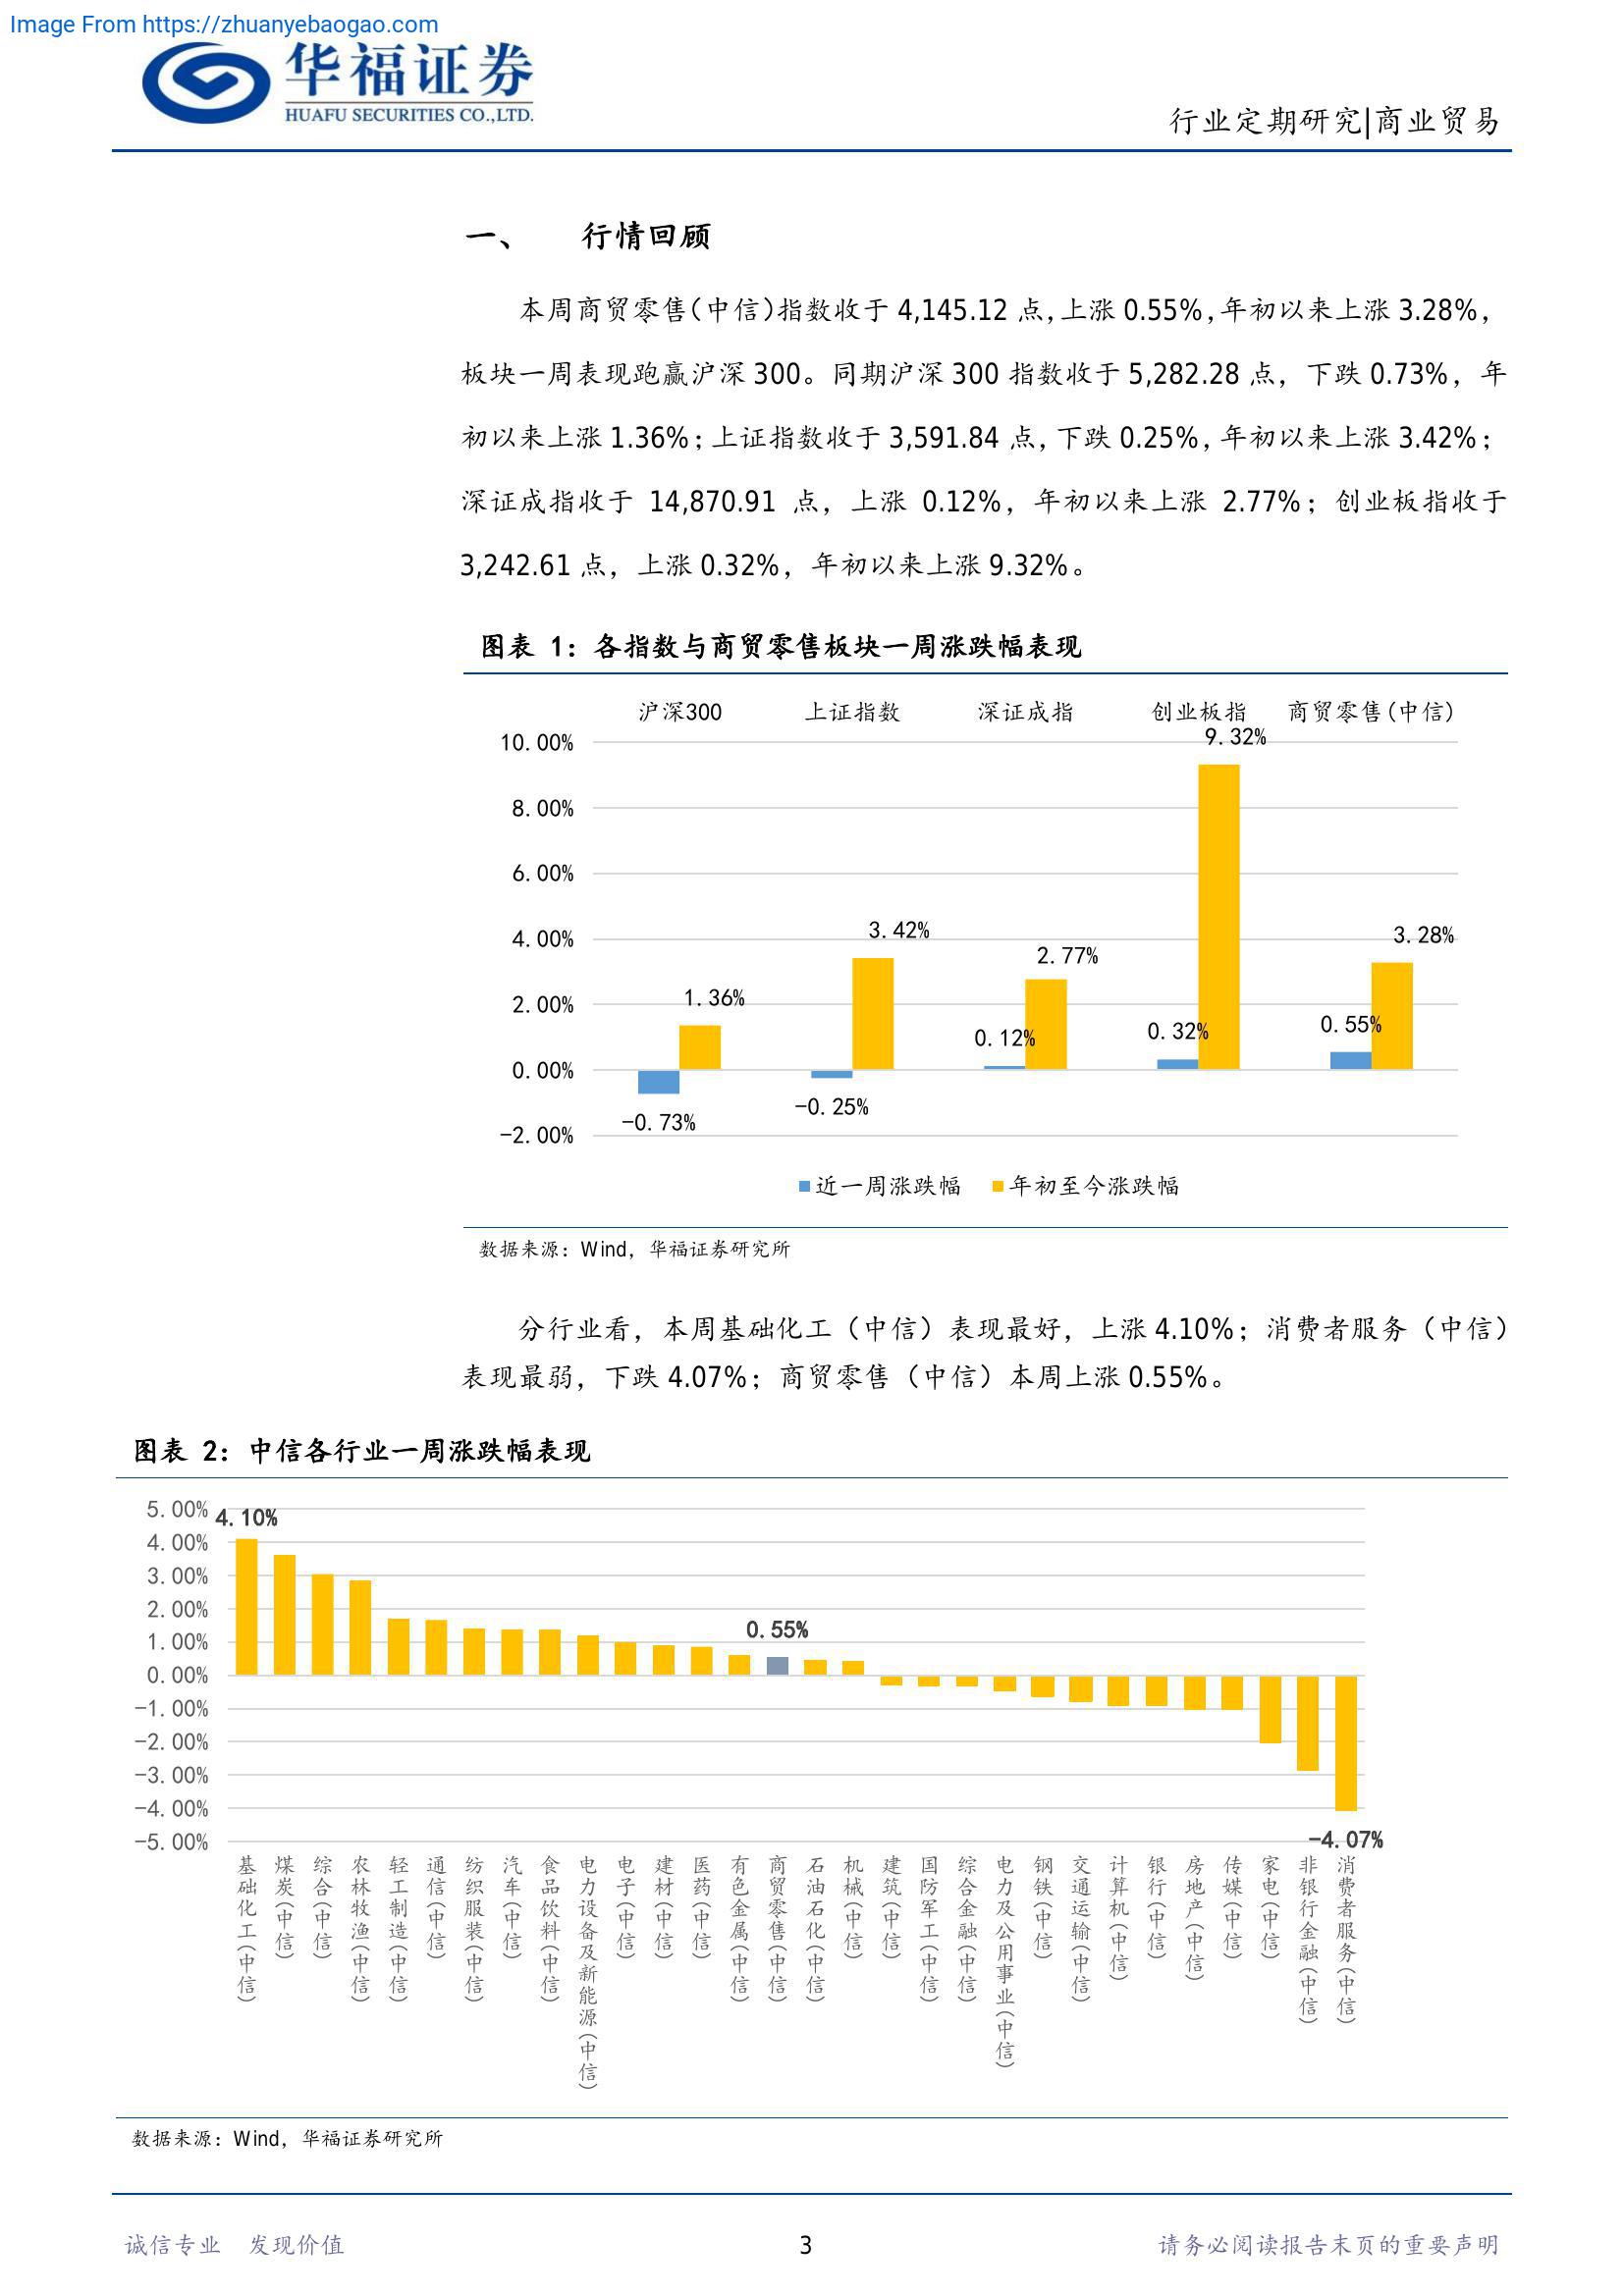 Image From https://zhuanyebaogao.com
华福证券
HUAFU SECURITIES CO.,LTD.
行业定期研究|商业贸易
一、 行情回顾
本周商贸零售(中信)指数收于 4,145.12 点,上涨 0.55%,年初以来上涨 3.28%,
板块一周表现跑赢沪深 300。同期沪深 300 指数收于 5,282.28 点，下跌 0.73%，年
初以来上涨 1.36%；上证指数收于 3,591.84 点,下跌 0.25%,年初以来上涨 3.42%；
深证成指收于 14,870.91 点，上涨 0.12%，年初以来上涨 2.77%；创业板指收于
3,242.61 点，上涨 0.32%，年初以来上涨 9.32%。
图表 1：各指数与商贸零售板块一周涨跌幅表现
沪深300 上证指数 深证成指 创业板指 商贸零售(中信)
10.00%
8.00%
6.00%
4.00%
2.00%
0.00%
-2.00%
-0.73%
1.36%
-0.25%
3.42%
0.12%
2.77%
0.32%
9.32%
0.55%
3.28%
近一周涨跌幅 年初至今涨跌幅
数据来源：Wind，华福证券研究所
分行业看，本周基础化工（中信）表现最好，上涨 4.10%；消费者服务（中信）
表现最弱，下跌 4.07%；商贸零售（中信）本周上涨 0.55%。
图表 2：中信各行业一周涨跌幅表现
5.00%
4.00%
3.00%
2.00%
1.00%
0.00%
-1.00%
-2.00%
-3.00%
-4.00%
-5.00%
4.10%
0.55%
-4.07%
基础化工(中信)
煤炭(中信)
综合(中信)
农林牧渔(中信)
轻工制造(中信)
通信(中信)
纺织服装(中信)
汽车(中信)
食品饮料(中信)
电力设备及新能源(中信)
电子(中信)
建材(中信)
医药(中信)
有色金属(中信)
商贸零售(中信)
石油石化(中信)
机械(中信)
建筑(中信)
国防军工(中信)
综合金融(中信)
电力及公用事业(中信)
钢铁(中信)
交通运输(中信)
计算机(中信)
银行(中信)
房地产(中信)
传媒(中信)
家电(中信)
非银行金融(中信)
消费者服务(中信)
数据来源：Wind，华福证券研究所
诚信专业 发现价值
3
请务必阅读报告末页的重要声明